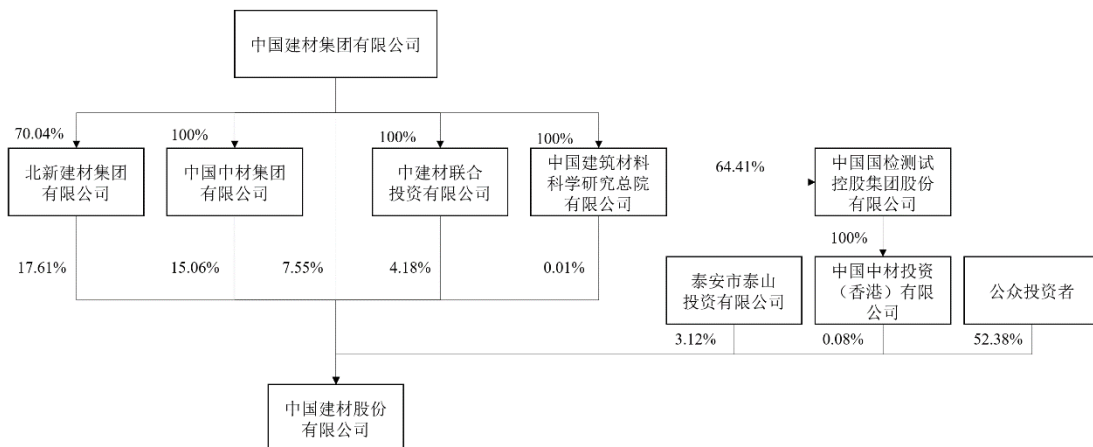 中国建材集团有限公司
70.04%
100%
100%
100%
北新建材集团
有限公司
中国中材集团
有限公司
中建材联合
投资有限公司
中国建筑材料
科学研究总院
有限公司
64.41%
中国国检测试
控股集团股份
有限公司
100%
17.61%
15.06%
7.55%
4.18%
0.01%
泰安市泰山
投资有限公司
中国中材投资
（香港）有限
公司
公众投资者
3.12%
0.08%
52.38%
中国建材股份
有限公司